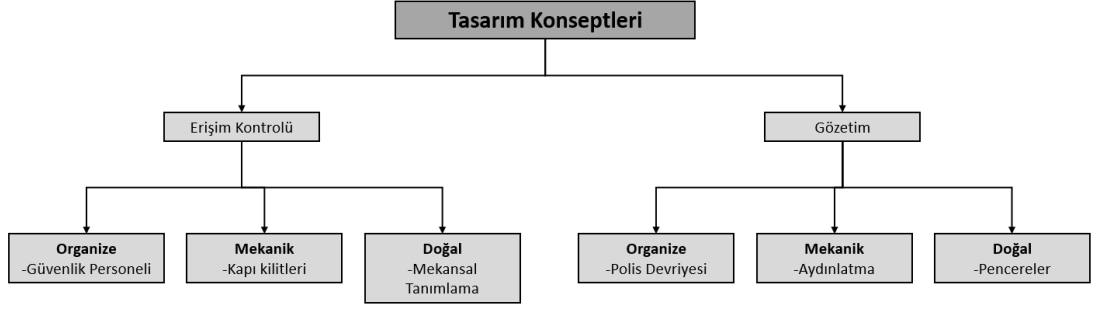 Tasarım Konseptleri
Erişim Kontrolü
Gözetim
Organize
-Güvenlik Personeli
Mekanik
-Kapı kilitleri
Doğal
-Mekansal
Tanımlama
Organize
-Polis Devriyesi
Mekanik
-Aydınlatma
Doğal
-Pencereler